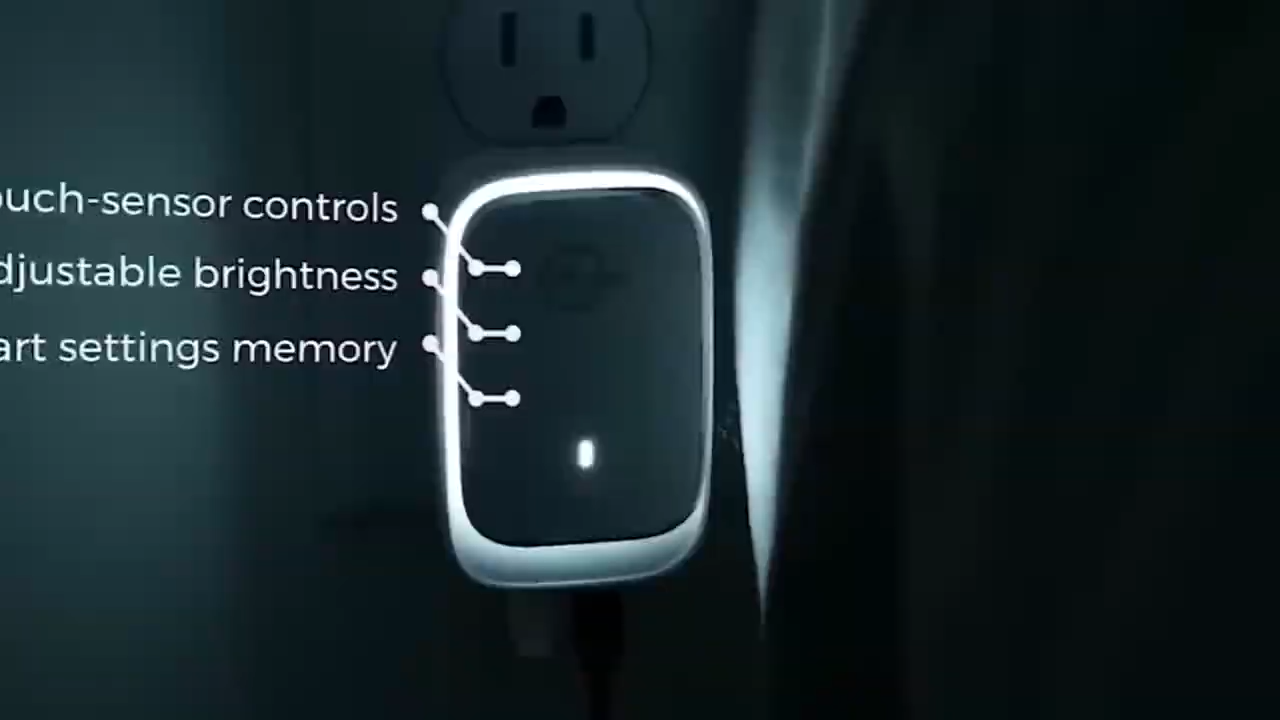 ouch-sensor controls
djustable brightness
art settings memory